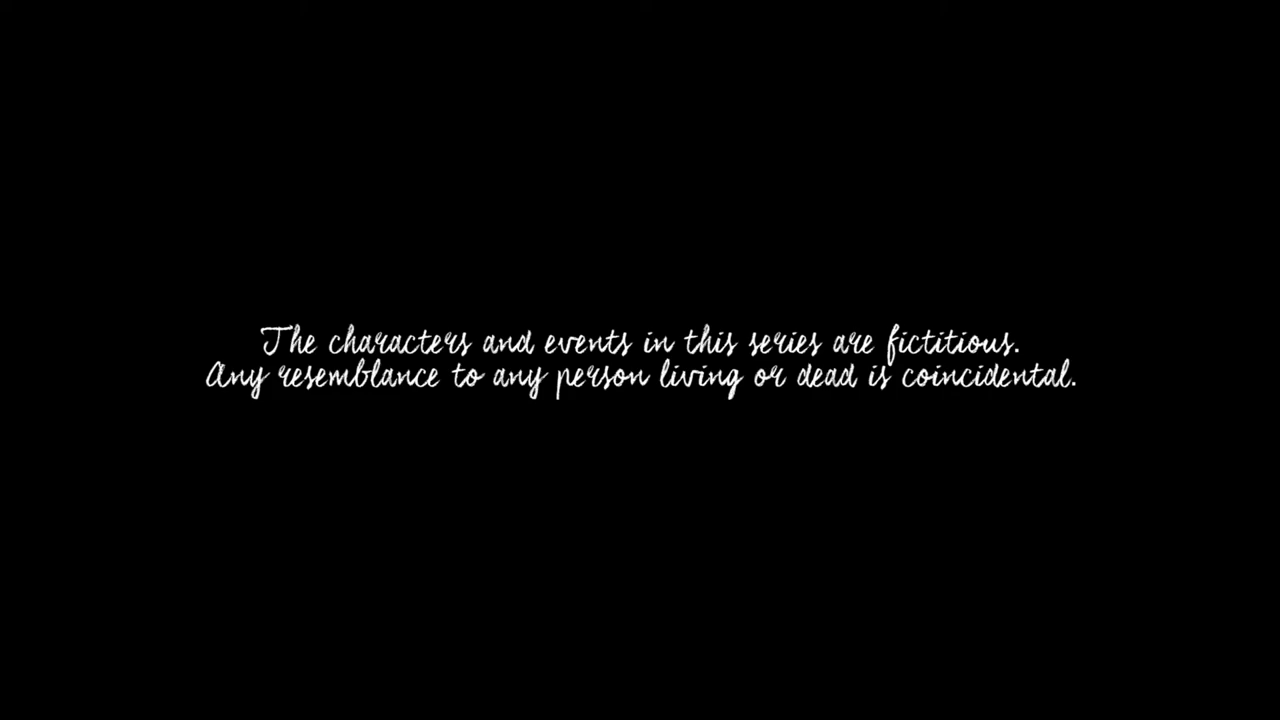 The characters and events in this series are fictitious.
Any resemblance to any person living or dead is coincidental.